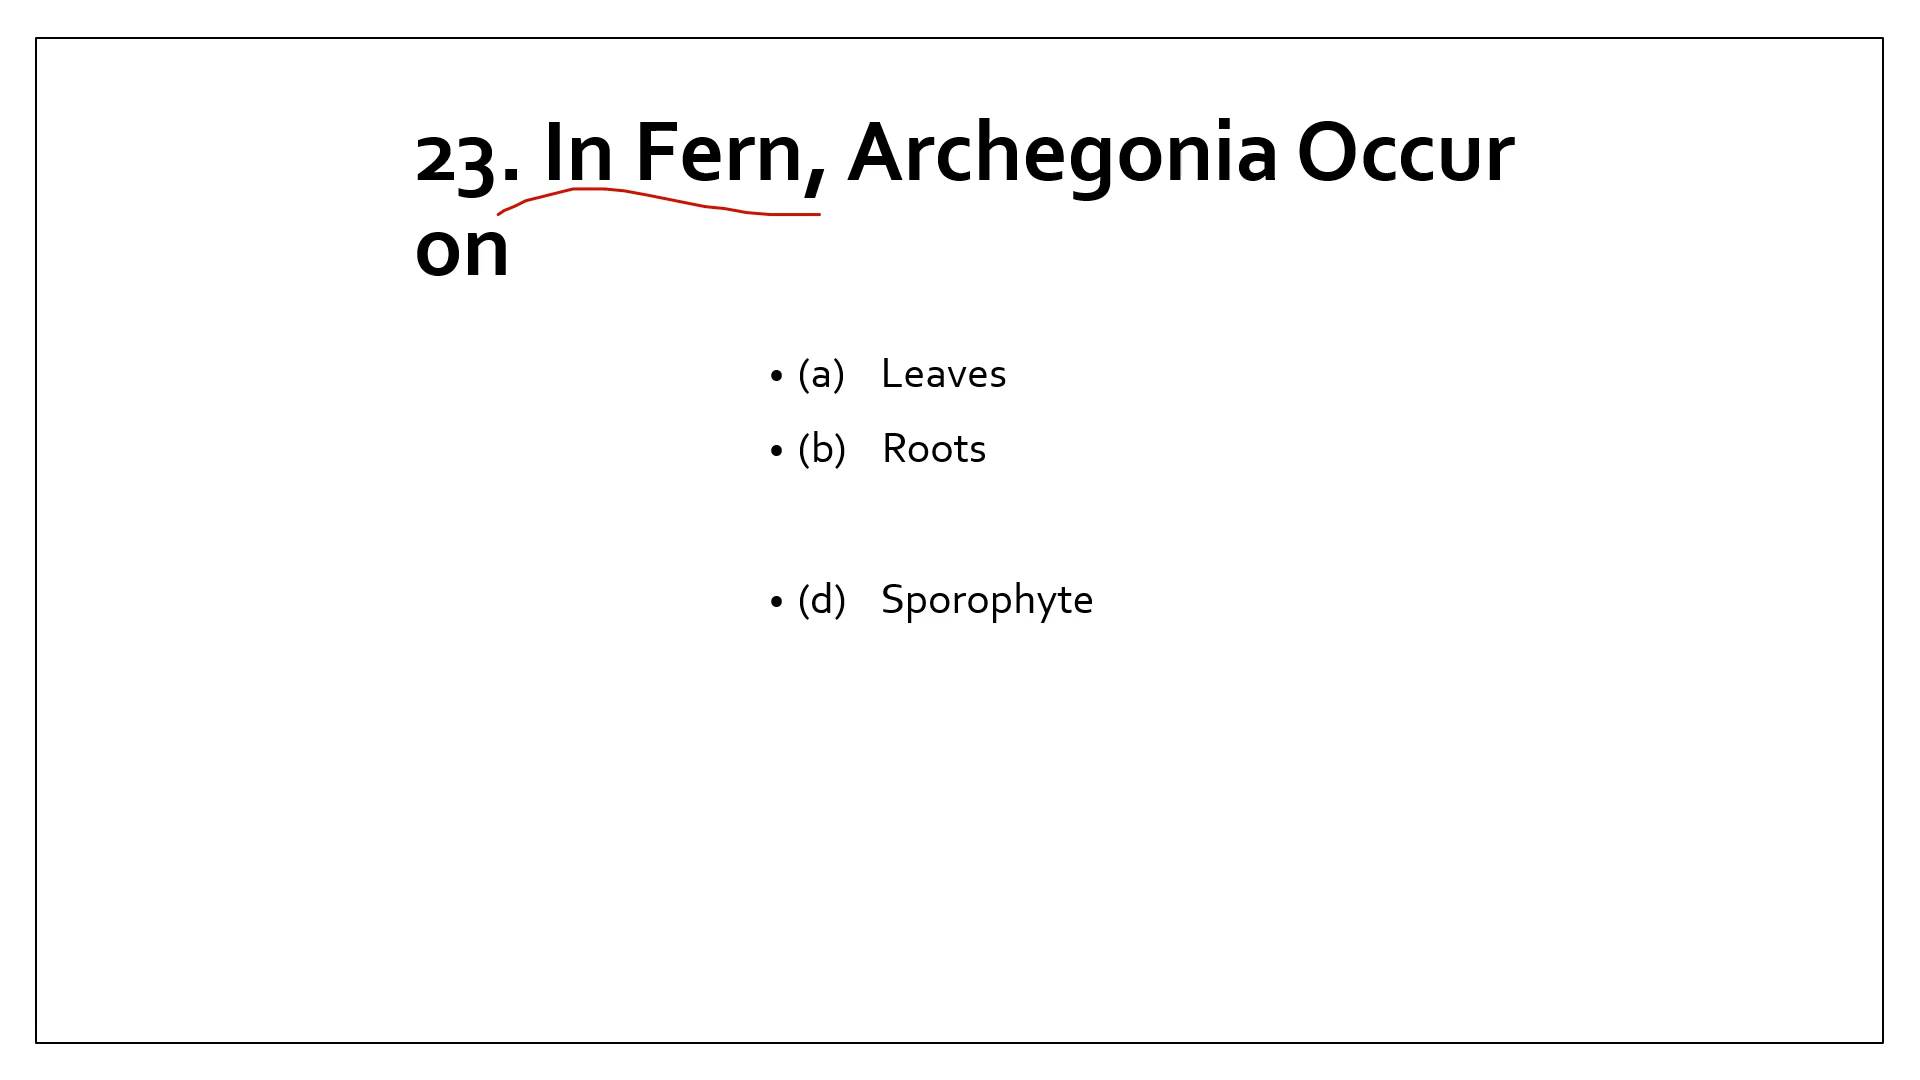 23. In Fern, Archegonia Occur
on
• (a) Leaves
• (b) Roots
• (d) Sporophyte